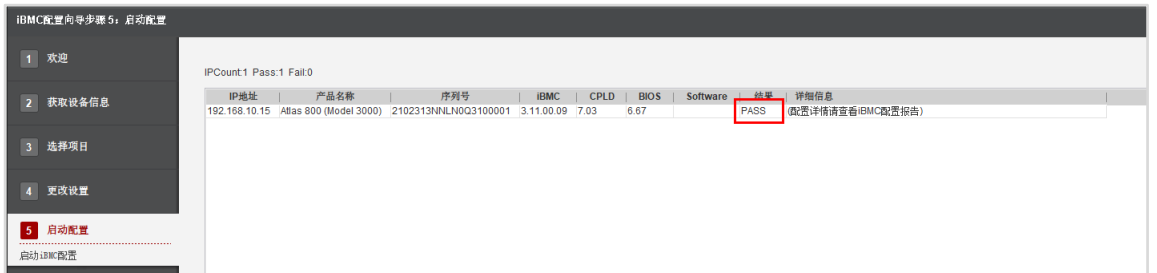 iBMC配置向导步骤 5：启动配置
1 欢迎
2 获取设备信息
3 选择项目
4 更改设置
5 启动配置
启动iBMC配置
IPCount:1 Pass:1 Fail:0
IP地址 产品名称 序列号 iBMC CPLD BIOS Software 结果 详细信息
192.168.10.15 Atlas 800 (Model 3000) 2102313NNLN0Q3100001 3.11.00.09 7.03 6.67 PASS (配置详情请查看iBMC配置报告)